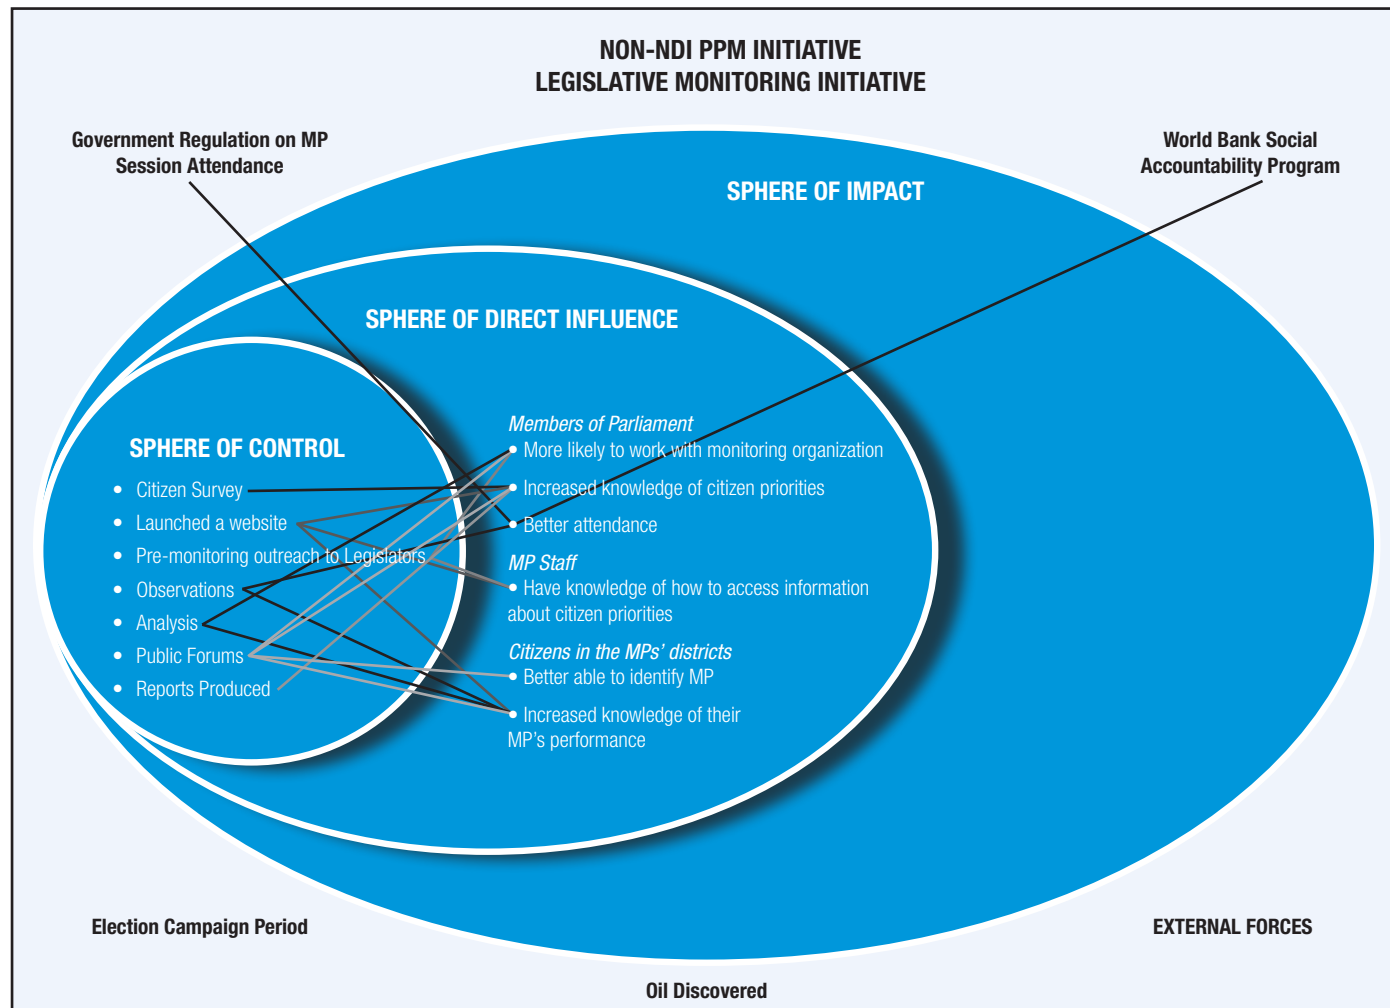 NON-NDI PPM INITIATIVE
LEGISLATIVE MONITORING INITIATIVE
Government Regulation on MP
Session Attendance
World Bank Social
Accountability Program
SPHERE OF IMPACT
SPHERE OF DIRECT INFLUENCE
SPHERE OF CONTROL
• Citizen Survey
• Launched a website
• Pre-monitoring outreach to Legislators
• Observations
• Analysis
• Public Forums
• Reports Produced
Members of Parliament
• More likely to work with monitoring organization
• Increased knowledge of citizen priorities
• Better attendance
MP Staff
• Have knowledge of how to access information
about citizen priorities
Citizens in the MPs’ districts
• Better able to identify MP
• Increased knowledge of their
MP’s performance
Election Campaign Period
EXTERNAL FORCES
Oil Discovered